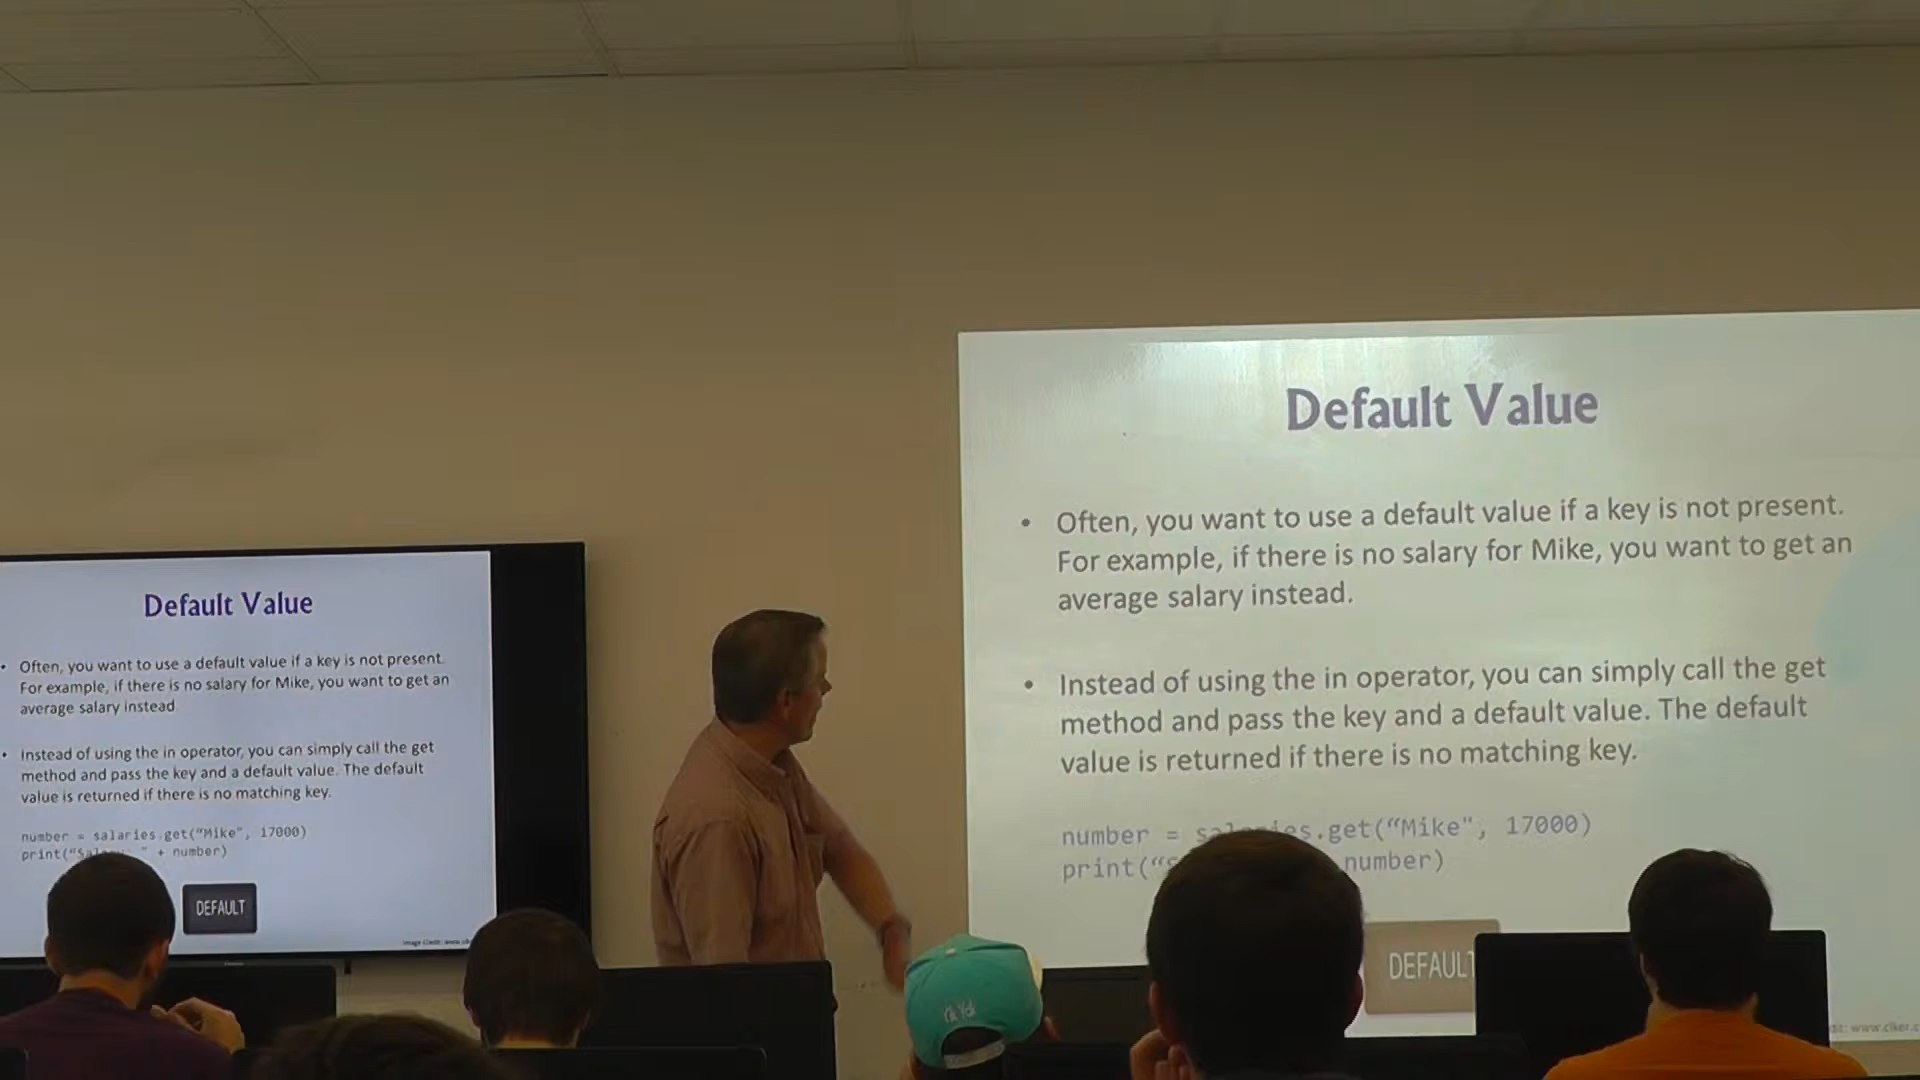 Default Value
• Often, you want to use a default value if a key is not present.
For example, if there is no salary for Mike, you want to get an
average salary instead
• Instead of using the in operator, you can simply call the get
method and pass the key and a default value. The default
value is returned if there is no matching key.
number = salaries.get(“Mike", 17000)
print("Sal " + number)
DEFAULT
Image Credit: www.
Default Value
• Often, you want to use a default value if a key is not present.
For example, if there is no salary for Mike, you want to get an
average salary instead.
• Instead of using the in operator, you can simply call the get
method and pass the key and a default value. The default
value is returned if there is no matching key.
number = salaries.get(“Mike", 17000)
print(“ number)
DEFAULT
www.ciker.c